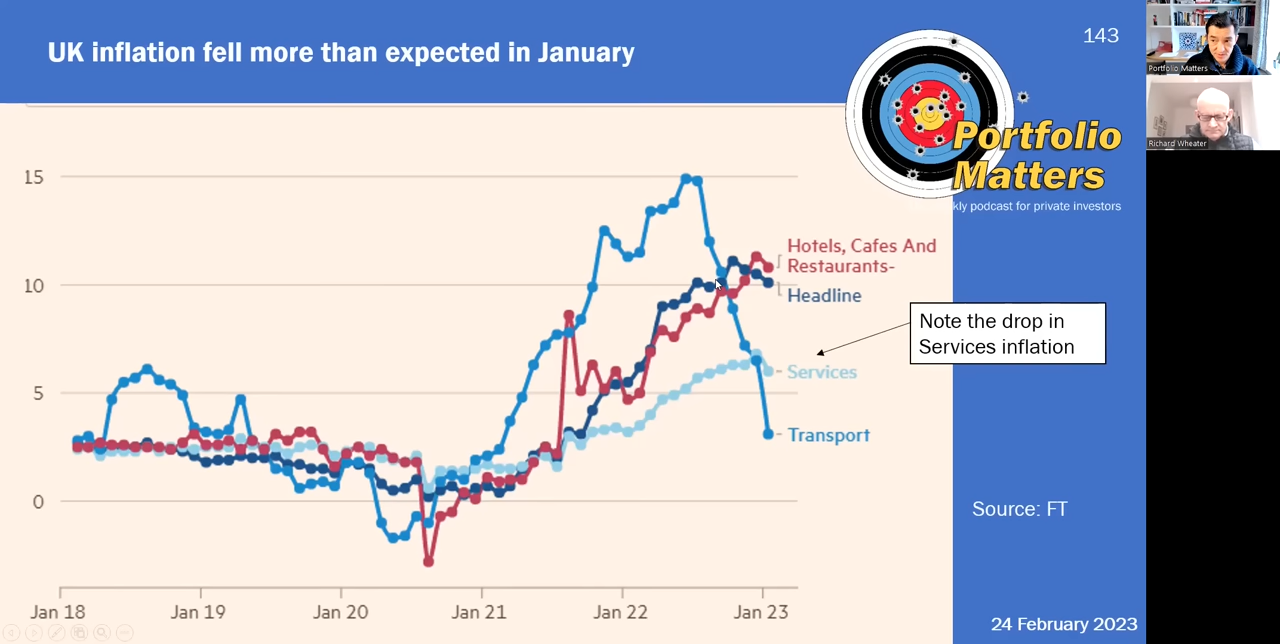 UK inflation fell more than expected in January
143
Portfolio
Matters
kly podcast for private investors
Portfolio Matters
Richard Wheater
15
10
5
0
Hotels, Cafes And
Restaurants-
Headline
Services
Transport
Note the drop in
Services inflation
Source: FT
Jan 18
Jan 19
Jan 20
Jan 21
Jan 22
Jan 23
24 February 2023